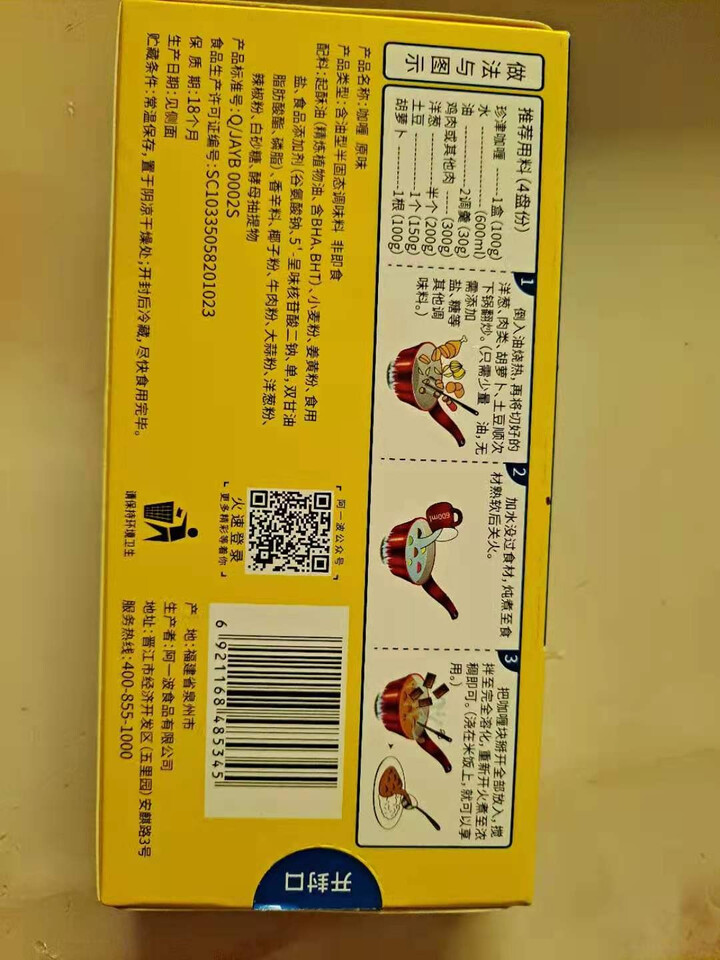 做法与图示
推荐用料(4盘份)
珍津咖喱 ------1盒(100g)
水 ------------(600ml)
油 ----------2调羹(30g)
鸡肉或其他肉 ----(300g)
洋葱 --------半个(200g)
土豆 ---------1个(150g)
胡萝卜 --------1根(100g)
1
倒入油烧热,再将切好的
洋葱、肉类、胡萝卜、土豆顺次
下锅翻炒。(只需少量油,无
需添加
盐、糖等
其他调
味料。)
2
加水没过食材,炖煮至食
材熟软后关火。
600ml
3
把咖喱块掰开全部放入,搅
拌至完全溶化,重新开火煮至浓
稠即可。(浇在米饭上,就可以享
用。)
产品名称:咖喱 原味
产品类型:含油型半固态调味料 非即食
配料:起酥油(精炼植物油、含BHA、BHT)、小麦粉、姜黄粉、食用
盐、食品添加剂(谷氨酸钠、5'-呈味核苷酸二钠、单,双甘油
脂肪酸酯、磷脂)、香辛料、椰子粉、牛肉粉、大蒜粉、洋葱粉、
辣椒粉、白砂糖、酵母抽提物
产品标准号:Q/JAYB 0002S
食品生产许可证编号:SC10335058201023
保 质 期:18个月
生产日期:见侧面
贮藏条件:常温保存,置于阴凉干燥处;开封后冷藏,尽快食用完毕。
阿一波公众号
火速登录
更多精彩等着你
请保持环境卫生
6921168485345
产 地:福建省泉州市
生产者:阿一波食品有限公司
地址:晋江市经济开发区(五里园)安麒路3号
服务热线:400-855-1000
开封口